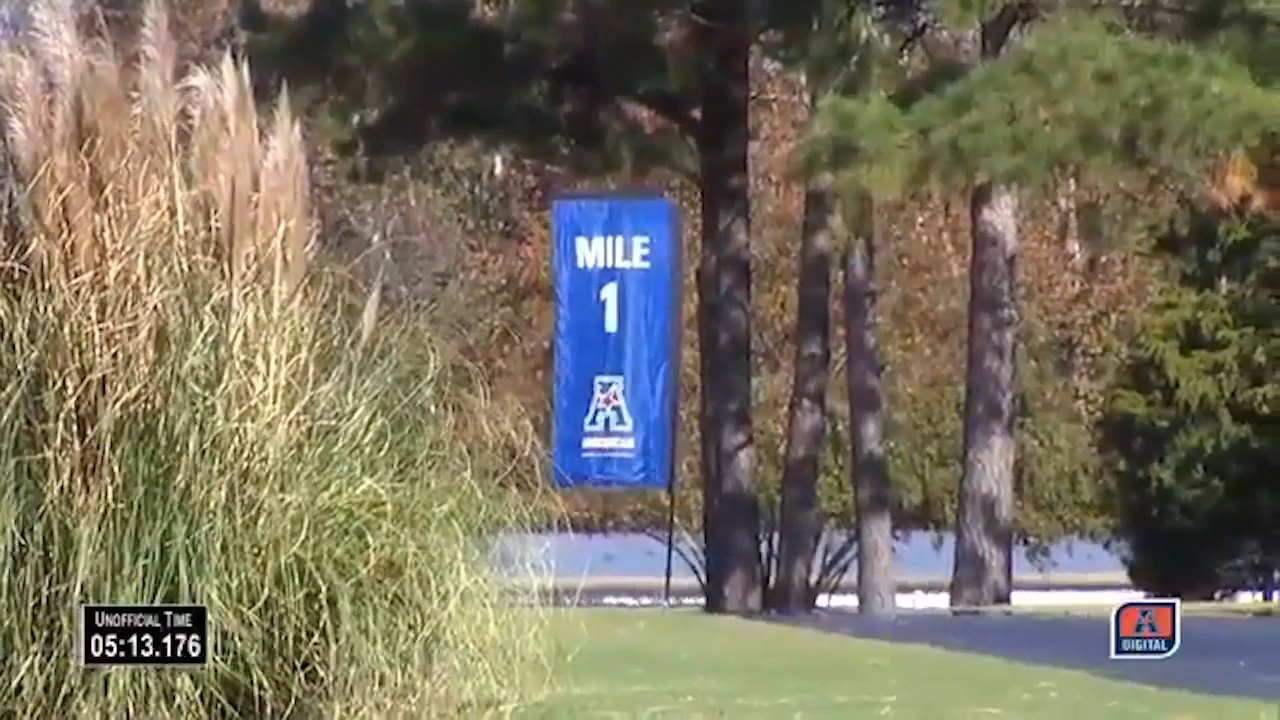 MILE
1
AMERICAN
UNOFFICIAL TIME
05:13.176
DIGITAL